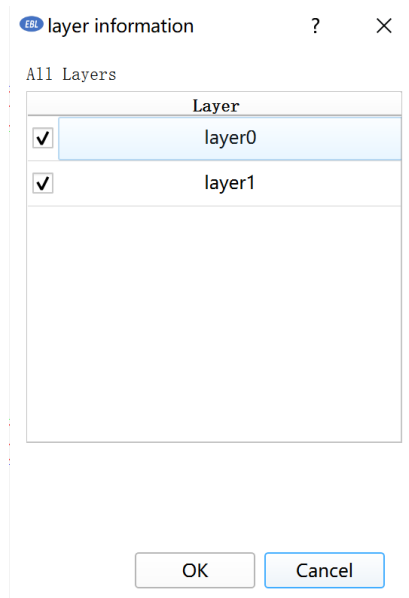 EBL layer information ?
All Layers
Layer
layer0
layer1
OK Cancel